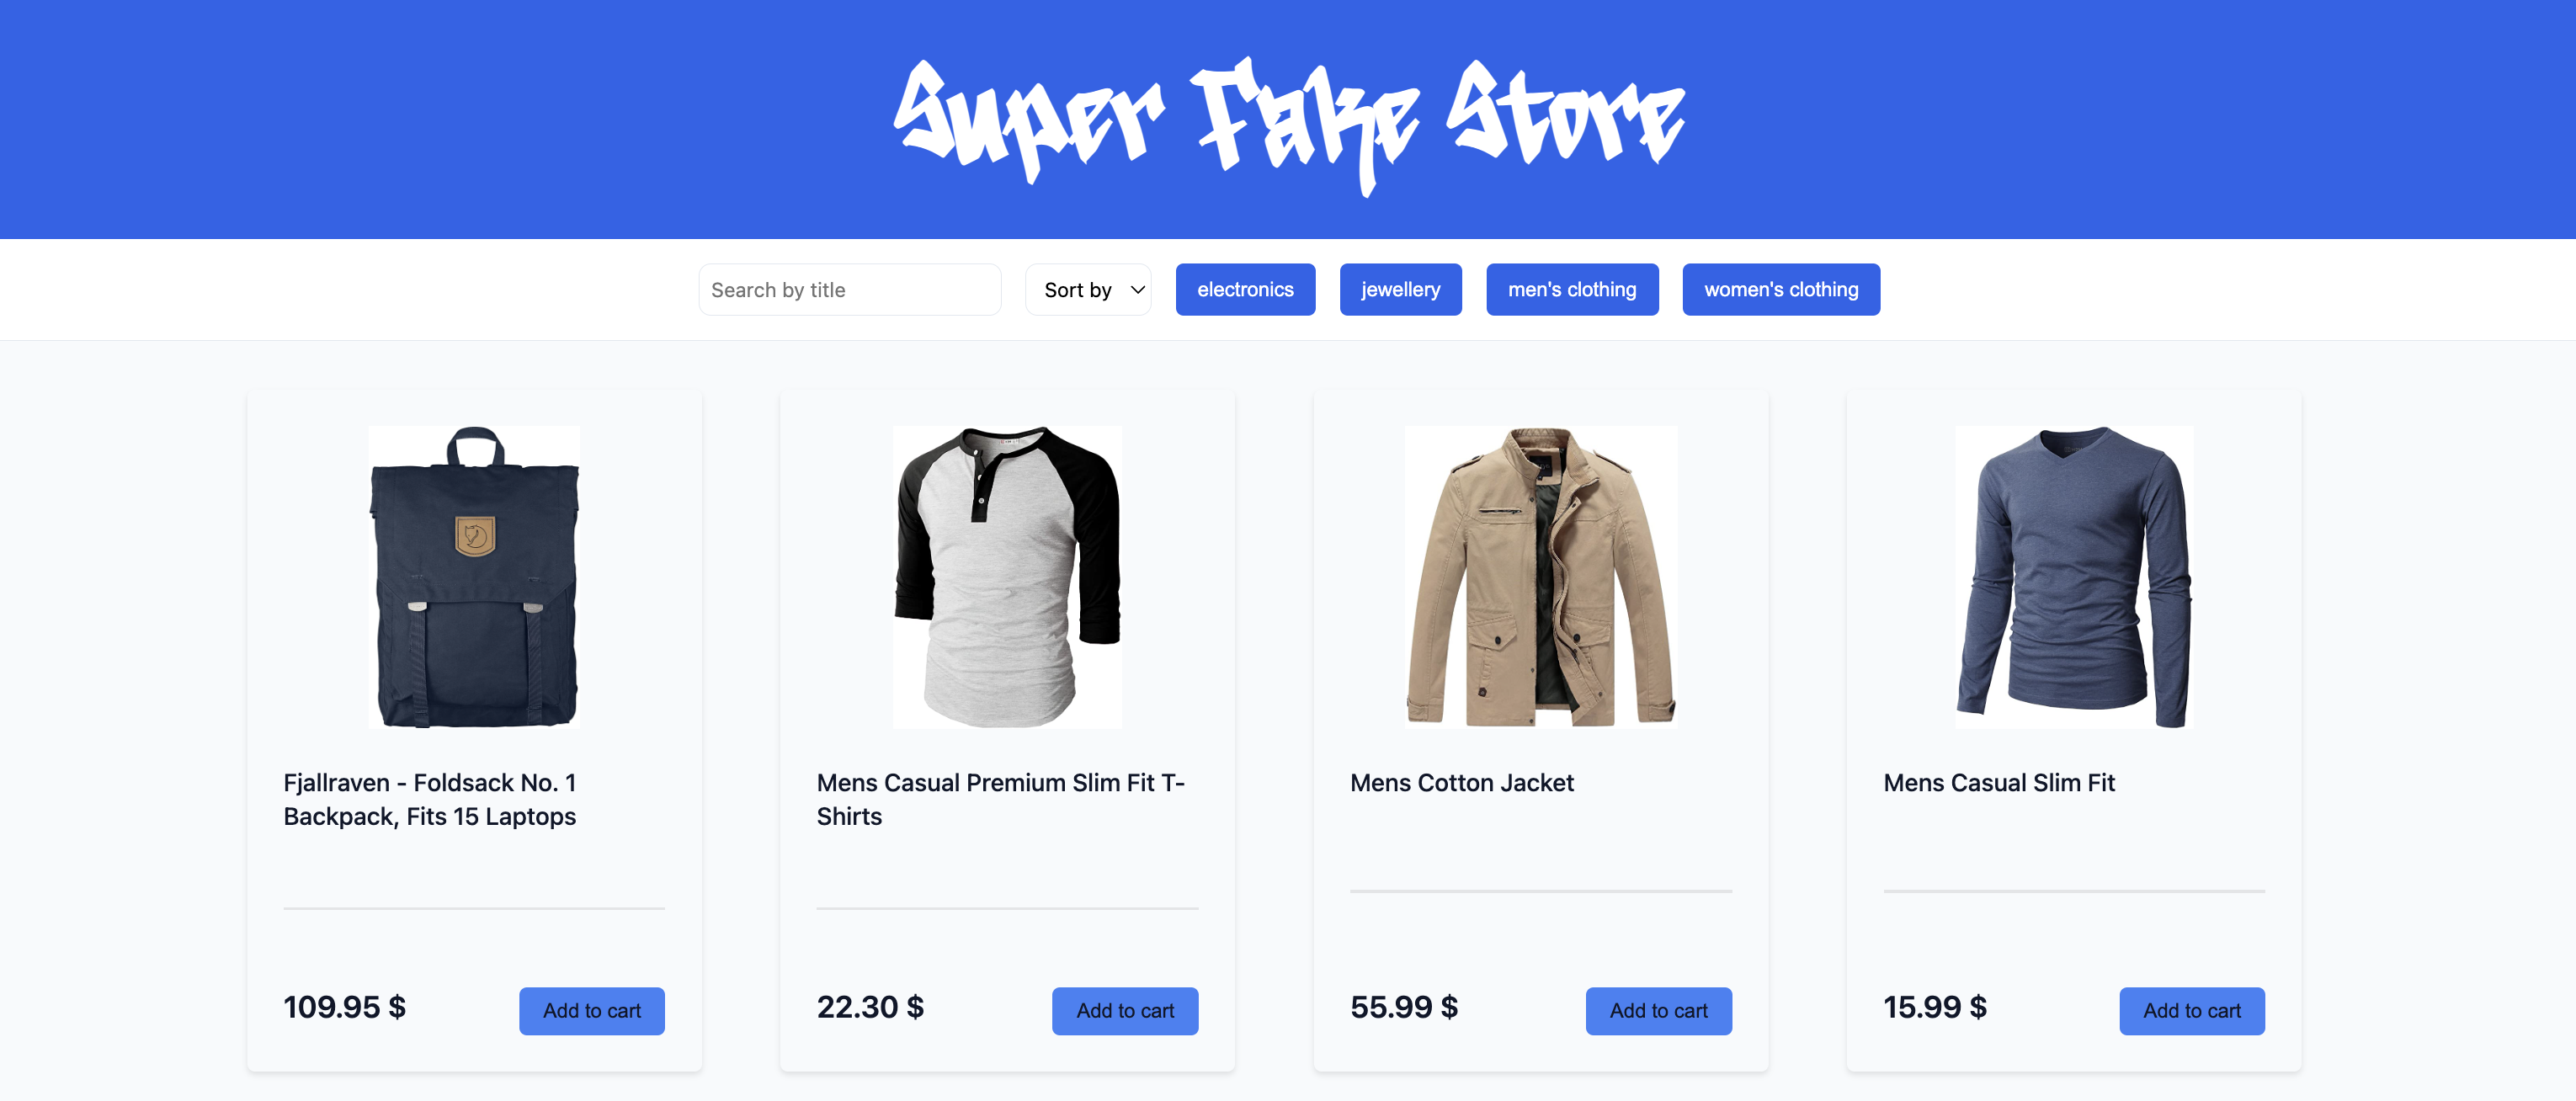 Super Fake Store
Search by title
Sort by
electronics
jewellery
men's clothing
women's clothing
Fjallraven - Foldsack No. 1
Backpack, Fits 15 Laptops
109.95 $
Add to cart
Mens Casual Premium Slim Fit T-
Shirts
22.30 $
Add to cart
Mens Cotton Jacket
55.99 $
Add to cart
Mens Casual Slim Fit
15.99 $
Add to cart